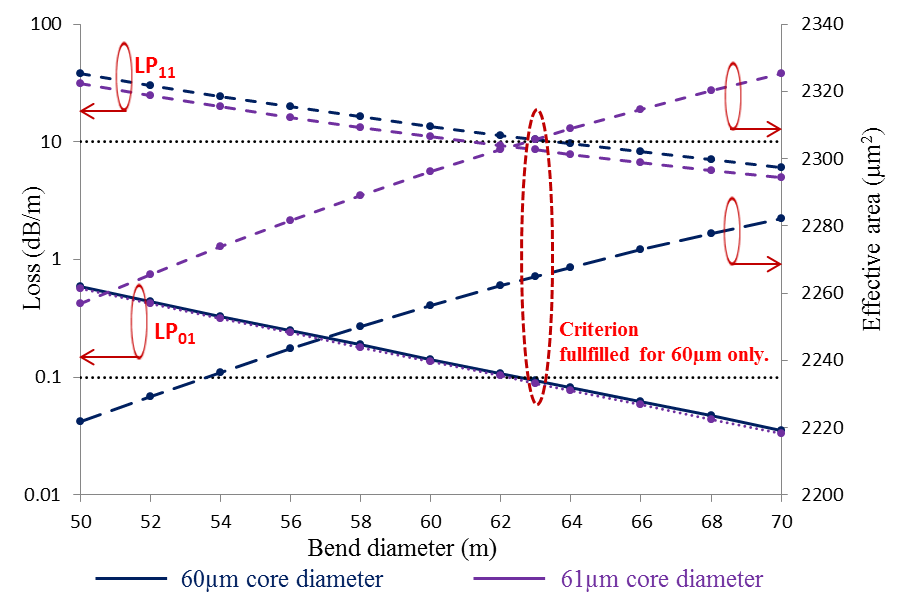 100
10
1
0.1
0.01
Loss (dB/m)
LP11
LP01
Criterion
fullfilled for 60µm only.
2340
2320
2300
2280
2260
2240
2220
2200
Effective area (µm²)
50 52 54 56 58 60 62 64 66 68 70
Bend diameter (m)
60µm core diameter 61µm core diameter